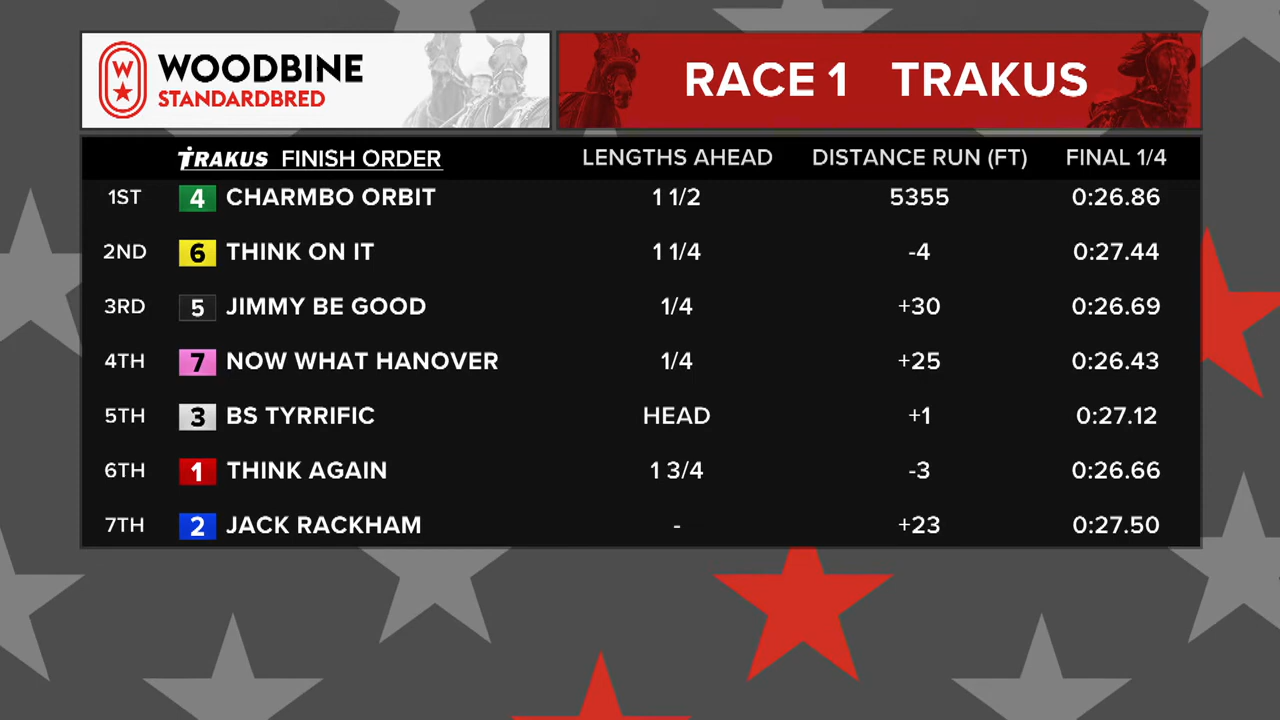 W
WOODBINE
STANDARDBRED
RACE 1 TRAKUS
TRAKUS FINISH ORDER LENGTHS AHEAD DISTANCE RUN (FT) FINAL 1/4
1ST 4 CHARMBO ORBIT 1 1/2 5355 0:26.86
2ND 6 THINK ON IT 1 1/4 -4 0:27.44
3RD 5 JIMMY BE GOOD 1/4 +30 0:26.69
4TH 7 NOW WHAT HANOVER 1/4 +25 0:26.43
5TH 3 BS TYRRIFIC HEAD +1 0:27.12
6TH 1 THINK AGAIN 1 3/4 -3 0:26.66
7TH 2 JACK RACKHAM - +23 0:27.50